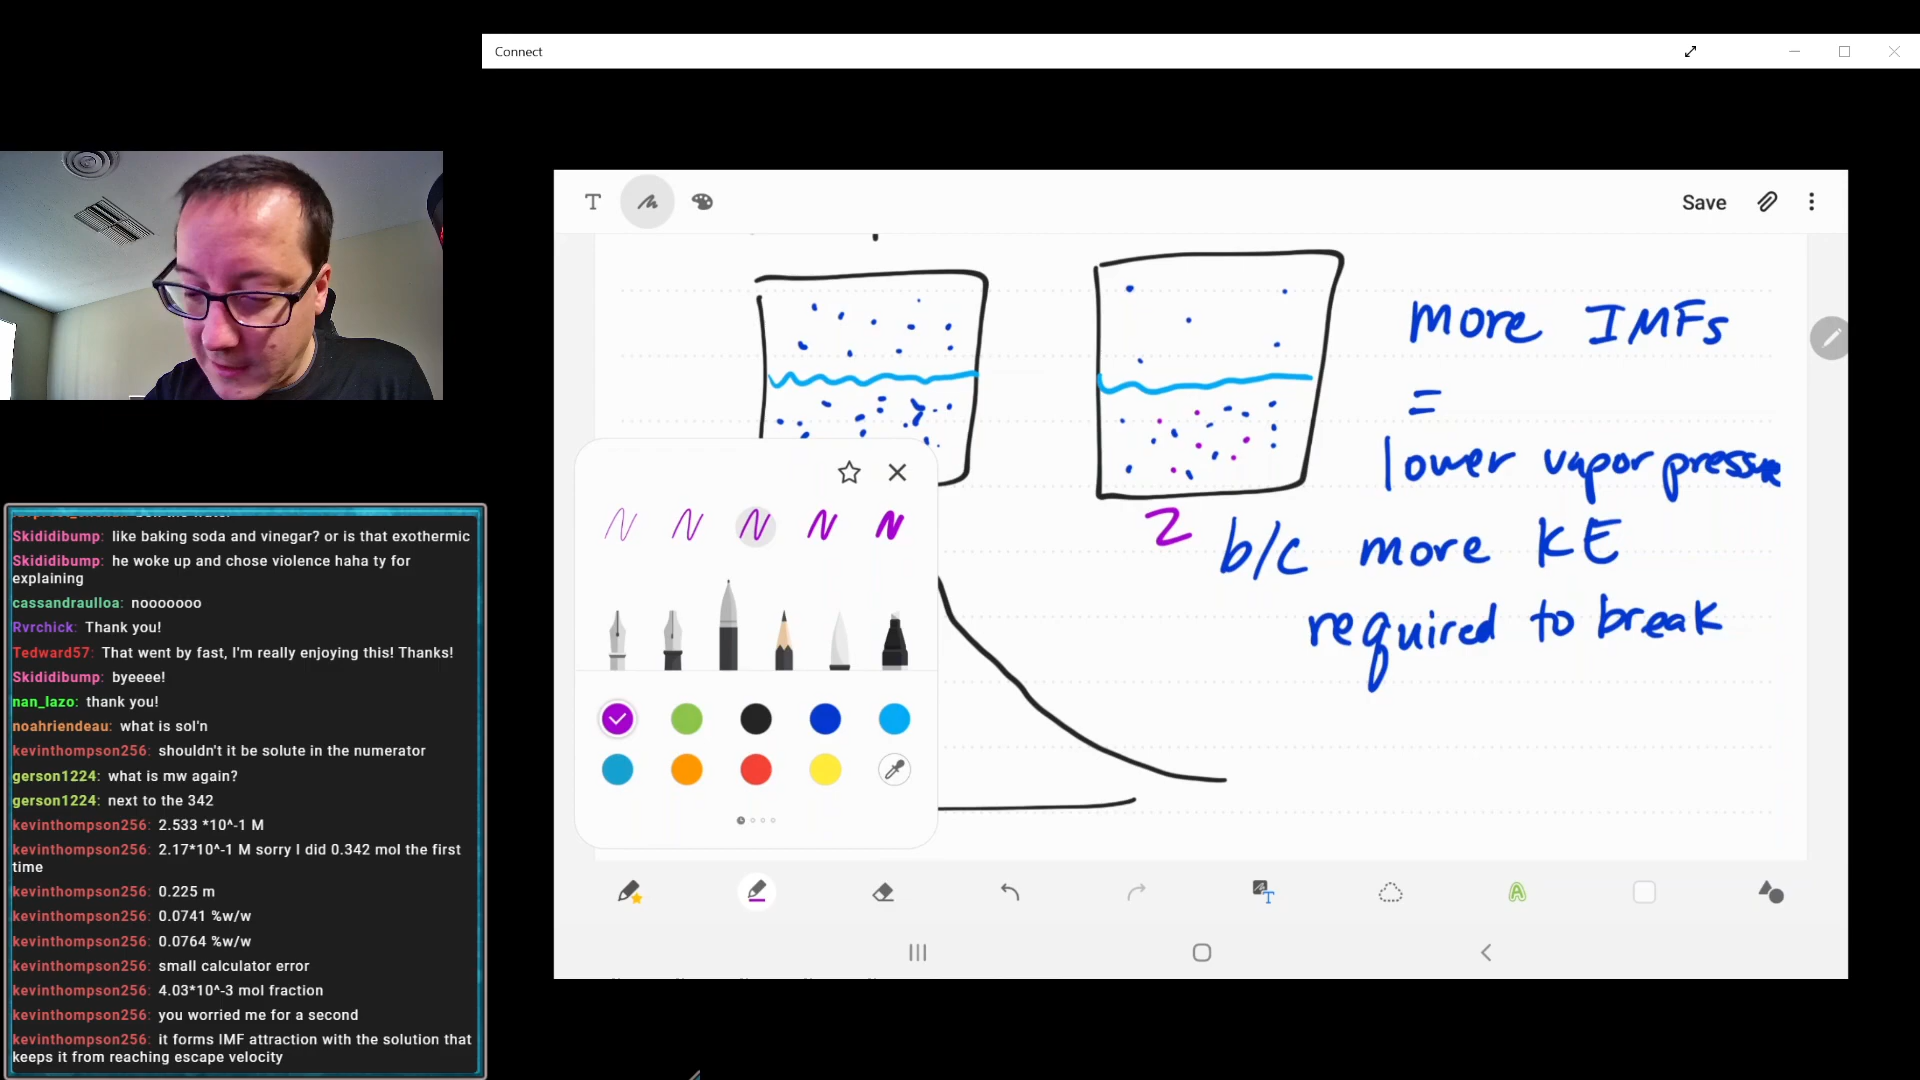 Connect
T
Save
more IMFs
=
lower vapor pressure
2
b/c more KE
required to break
Skididibump: like baking soda and vinegar? or is that exothermic
Skididibump: he woke up and chose violence haha ty for
explaining
cassandraulloa: nooooooo
Rvrchick: Thank you!
Tedward57: That went by fast, I'm really enjoying this! Thanks!
Skididibump: byeeee!
nan_lazo: thank you!
noahriendeau: what is sol'n
kevinthompson256: shouldn't it be solute in the numerator
gerson1224: what is mw again?
gerson1224: next to the 342
kevinthompson256: 2.533 *10^-1 M
kevinthompson256: 2.17*10^-1 M sorry I did 0.342 mol the first
time
kevinthompson256: 0.225 m
kevinthompson256: 0.0741 %w/w
kevinthompson256: 0.0764 %w/w
kevinthompson256: small calculator error
kevinthompson256: 4.03*10^-3 mol fraction
kevinthompson256: you worried me for a second
kevinthompson256: it forms IMF attraction with the solution that
keeps it from reaching escape velocity